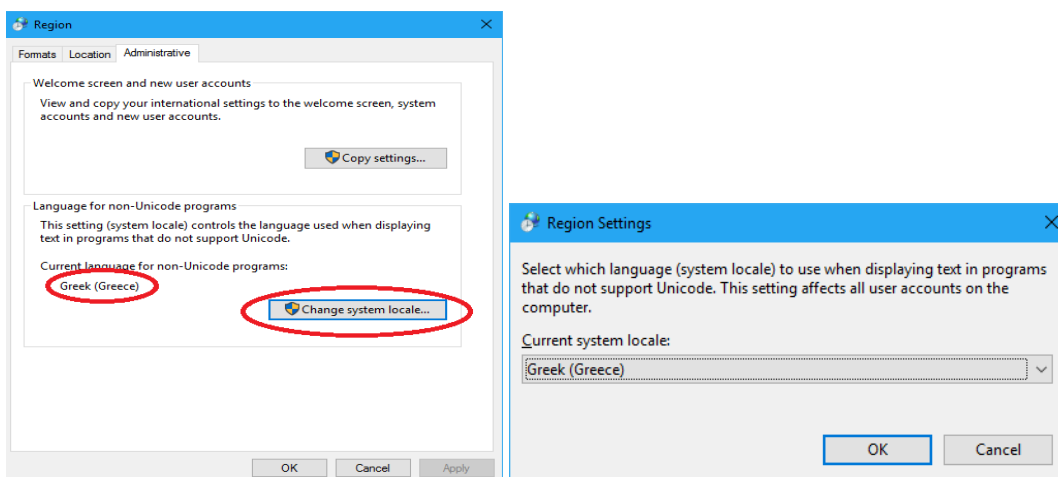 Region
Formats Location Administrative
Welcome screen and new user accounts
View and copy your international settings to the welcome screen, system
accounts and new user accounts.
Copy settings...
Language for non-Unicode programs
This setting (system locale) controls the language used when displaying
text in programs that do not support Unicode.
Current language for non-Unicode programs:
Greek (Greece)
Change system locale...
OK Cancel Apply
Region Settings
Select which language (system locale) to use when displaying text in programs
that do not support Unicode. This setting affects all user accounts on the
computer.
Current system locale:
Greek (Greece)
OK Cancel